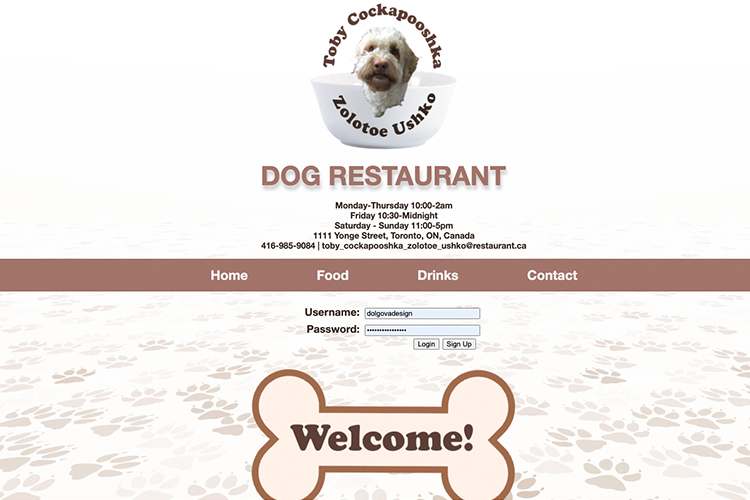 Toby Cockapooshka
Zolotoe Ushko
DOG RESTAURANT
Monday-Thursday 10:00-2am
Friday 10:30-Midnight
Saturday - Sunday 11:00-5pm
1111 Yonge Street, Toronto, ON, Canada
416-985-9084 | toby_cockapooshka_zolotoe_ushko@restaurant.ca
Home Food Drinks Contact
Username: dolgovadesign
Password: ••••••••••••••••
Login Sign Up
Welcome!